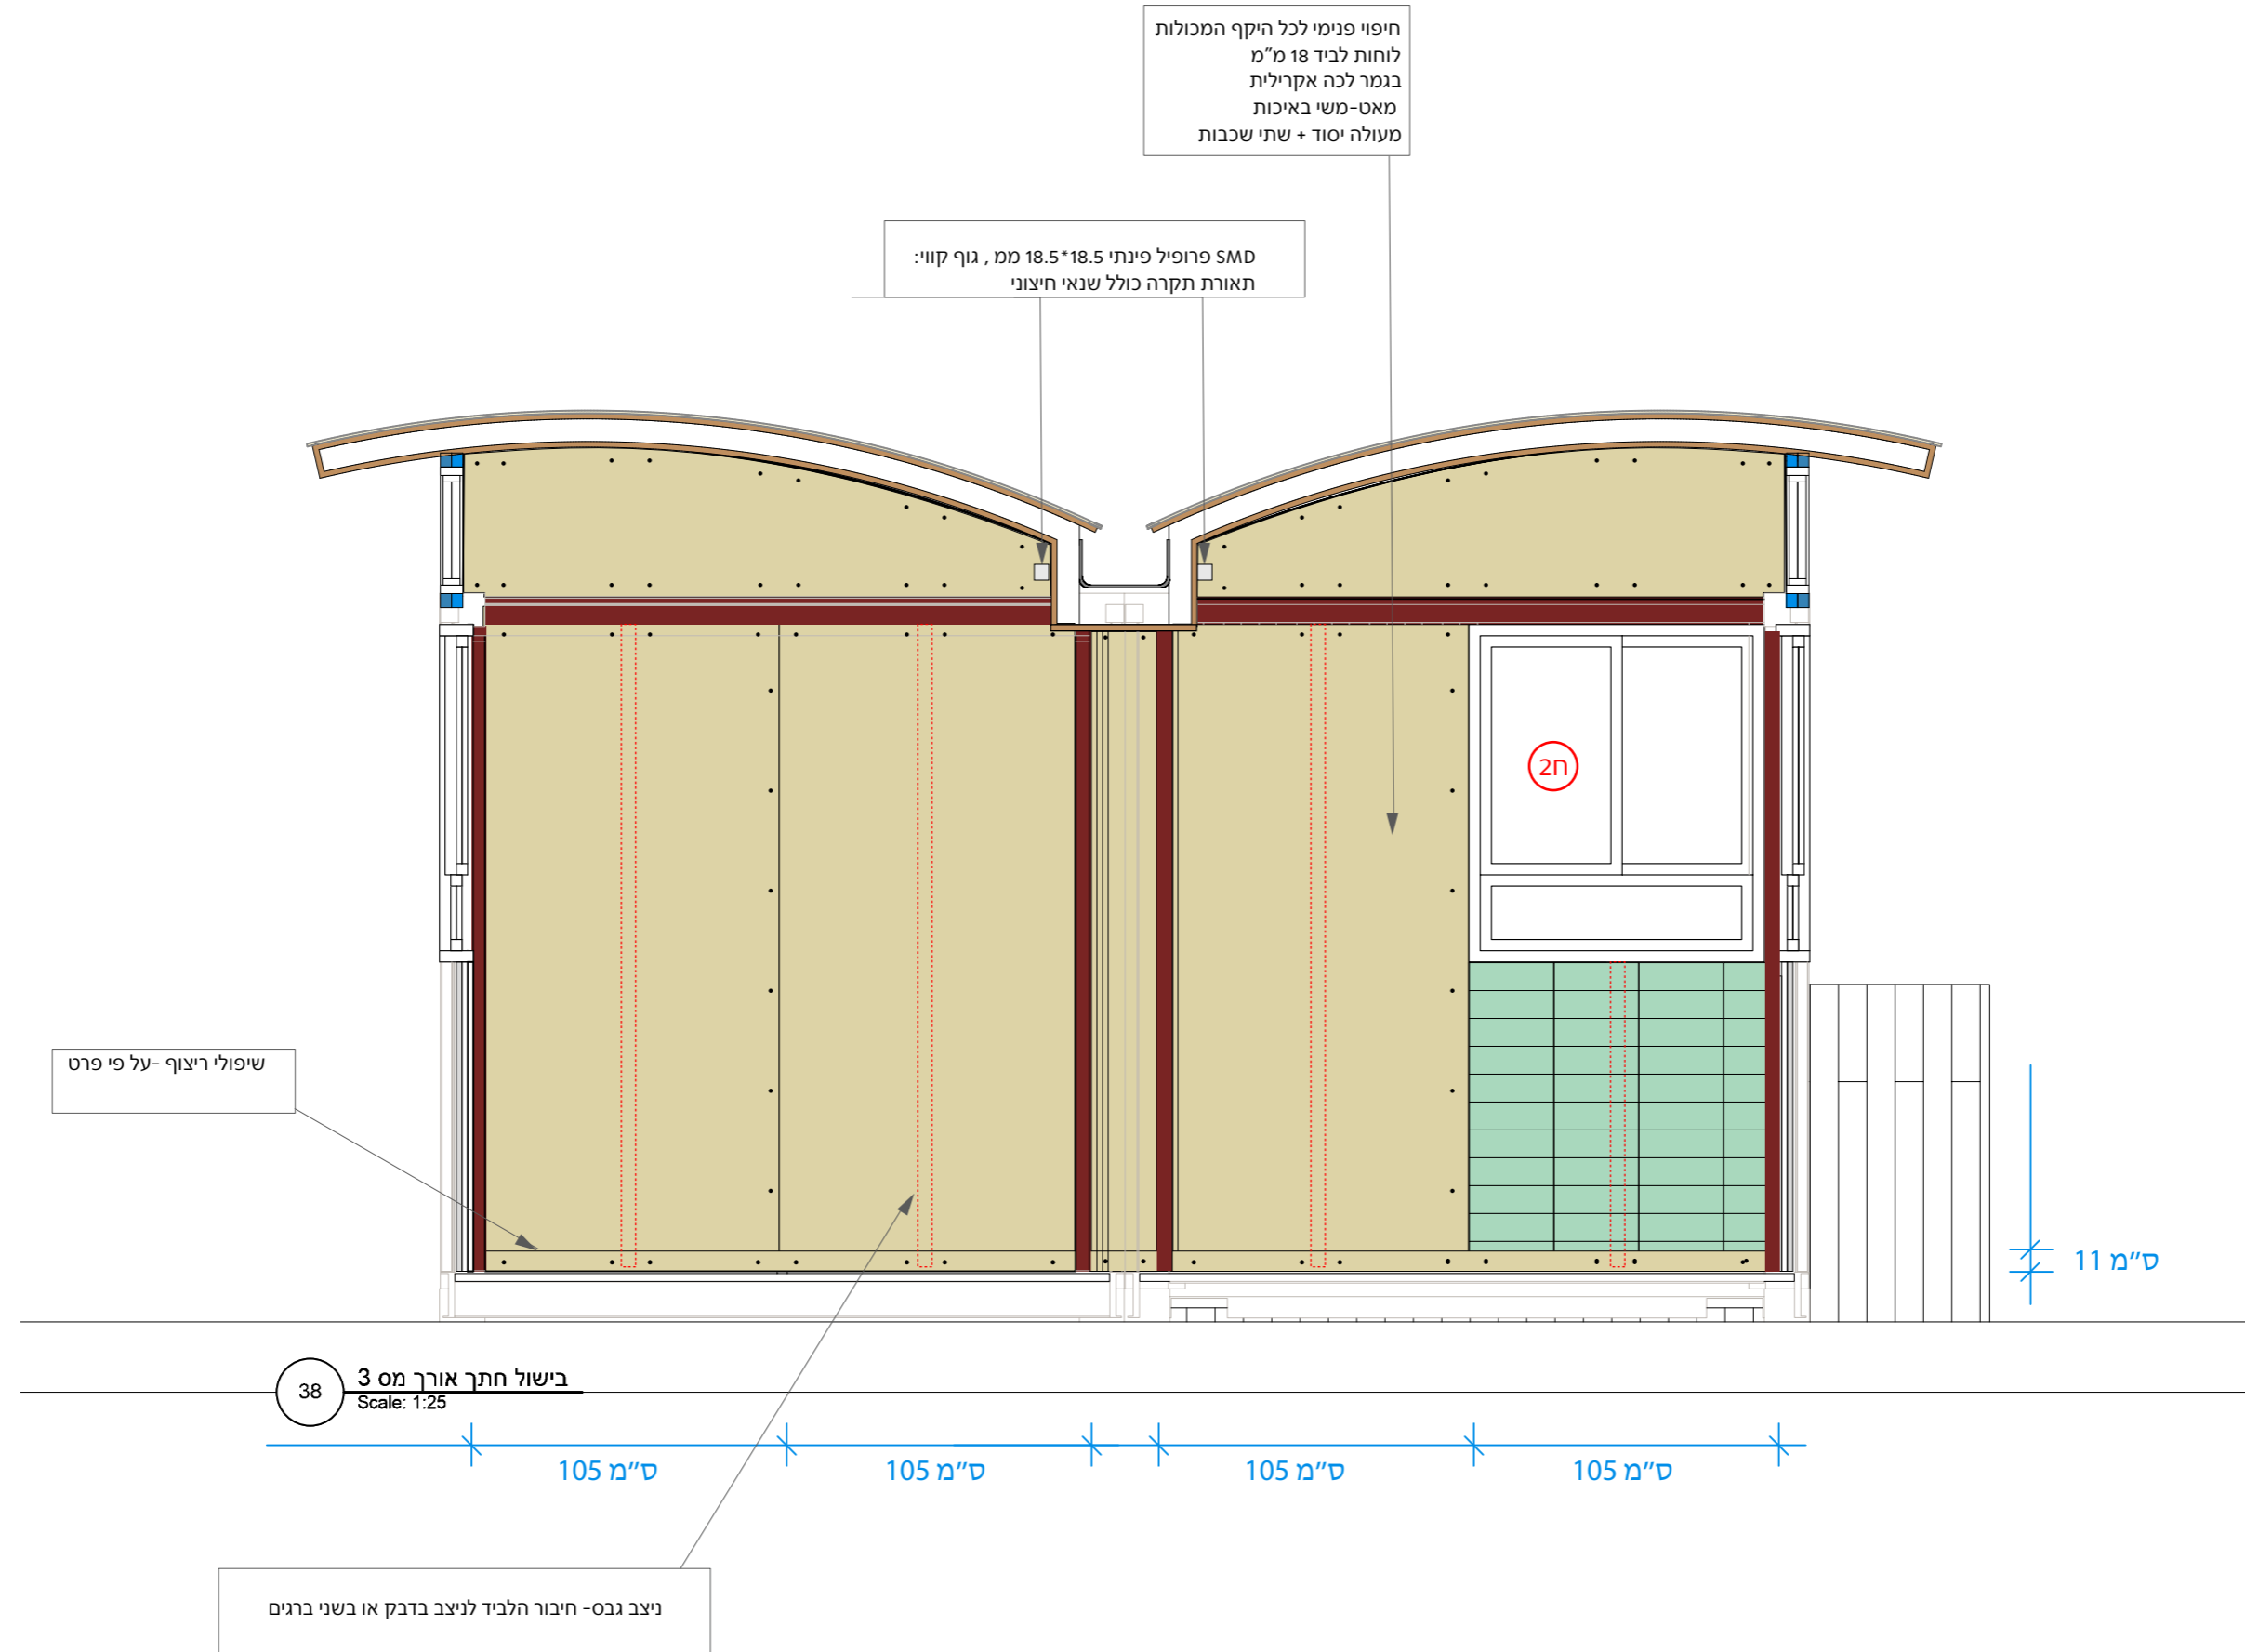 חיפוי פנימי לכל היקף המכולות
לוחות לביד 18 מ"מ
בגמר לכה אקרילית
מאט-משי באיכות
מעולה יסוד + שתי שכבות
SMD פרופיל פינתי 18.5*18.5 ממ , גוף קווי:
תאורת תקרה כולל שנאי חיצוני
ח2
שיפולי ריצוף -על פי פרט
11 ס"מ
38
בישול חתך אורך מס 3
Scale: 1:25
105 ס"מ
105 ס"מ
105 ס"מ
105 ס"מ
ניצב גבס- חיבור הלביד לניצב בדבק או בשני ברגים